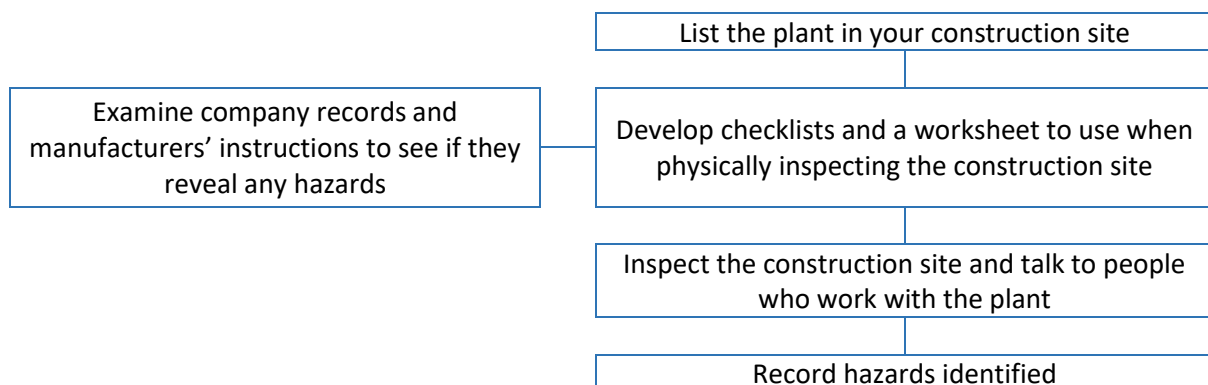 List the plant in your construction site
Examine company records and
manufacturers’ instructions to see if they
reveal any hazards
Develop checklists and a worksheet to use when
physically inspecting the construction site
Inspect the construction site and talk to people
who work with the plant
Record hazards identified